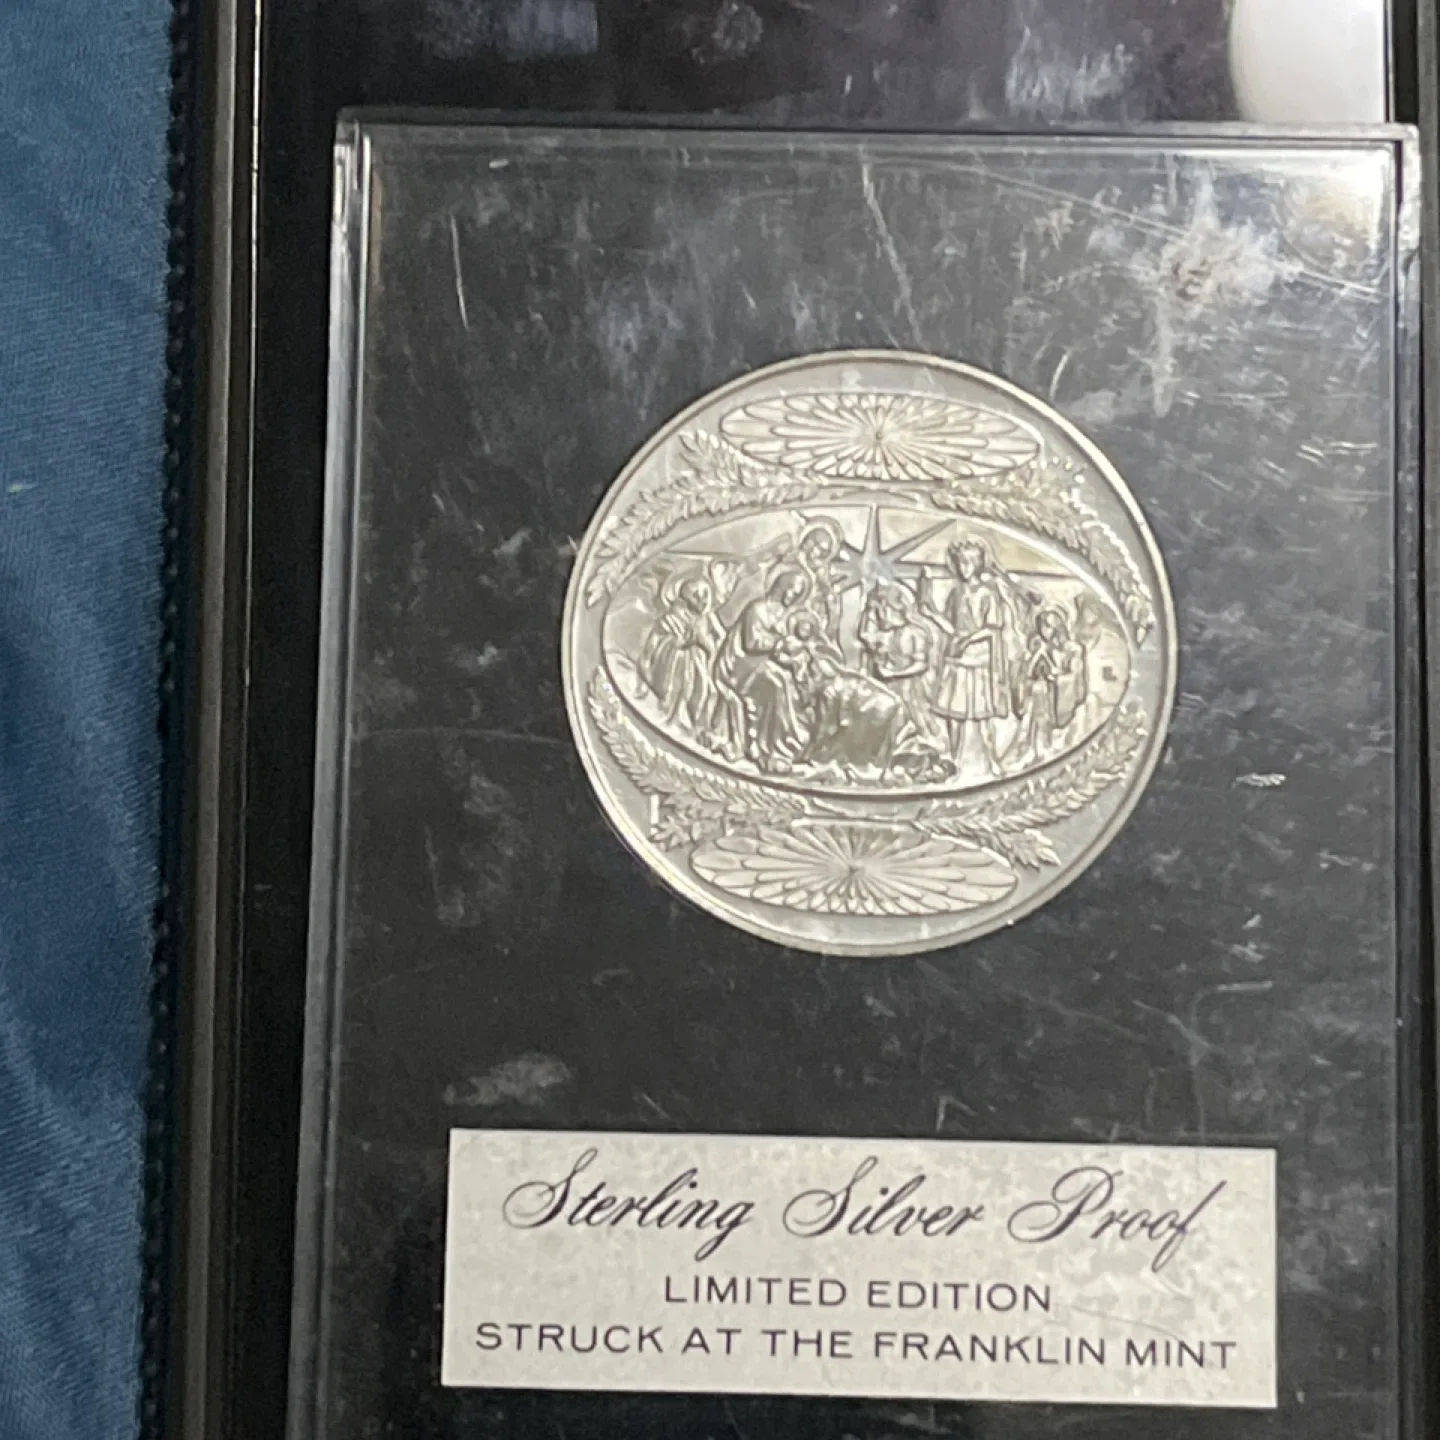 Sterling Silver Proof
LIMITED EDITION
STRUCK AT THE FRANKLIN MINT